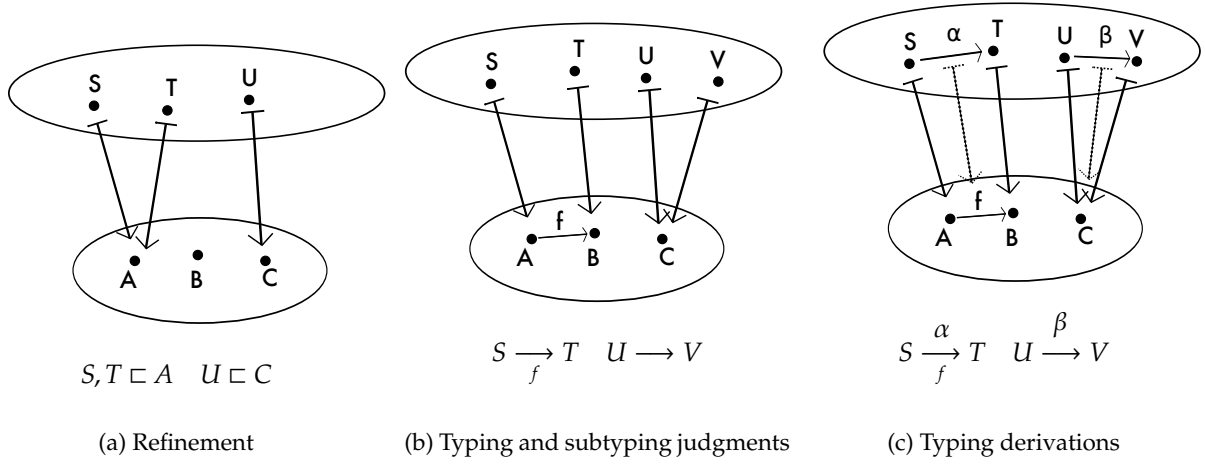 S T U
A B C
S, T ⊏ A U ⊏ C
(a) Refinement
S T U V
f
A B C
S ⟶ T U ⟶ V
f
(b) Typing and subtyping judgments
S α T U β V
f
A B C
α β
S ⟶ T U ⟶ V
f
(c) Typing derivations